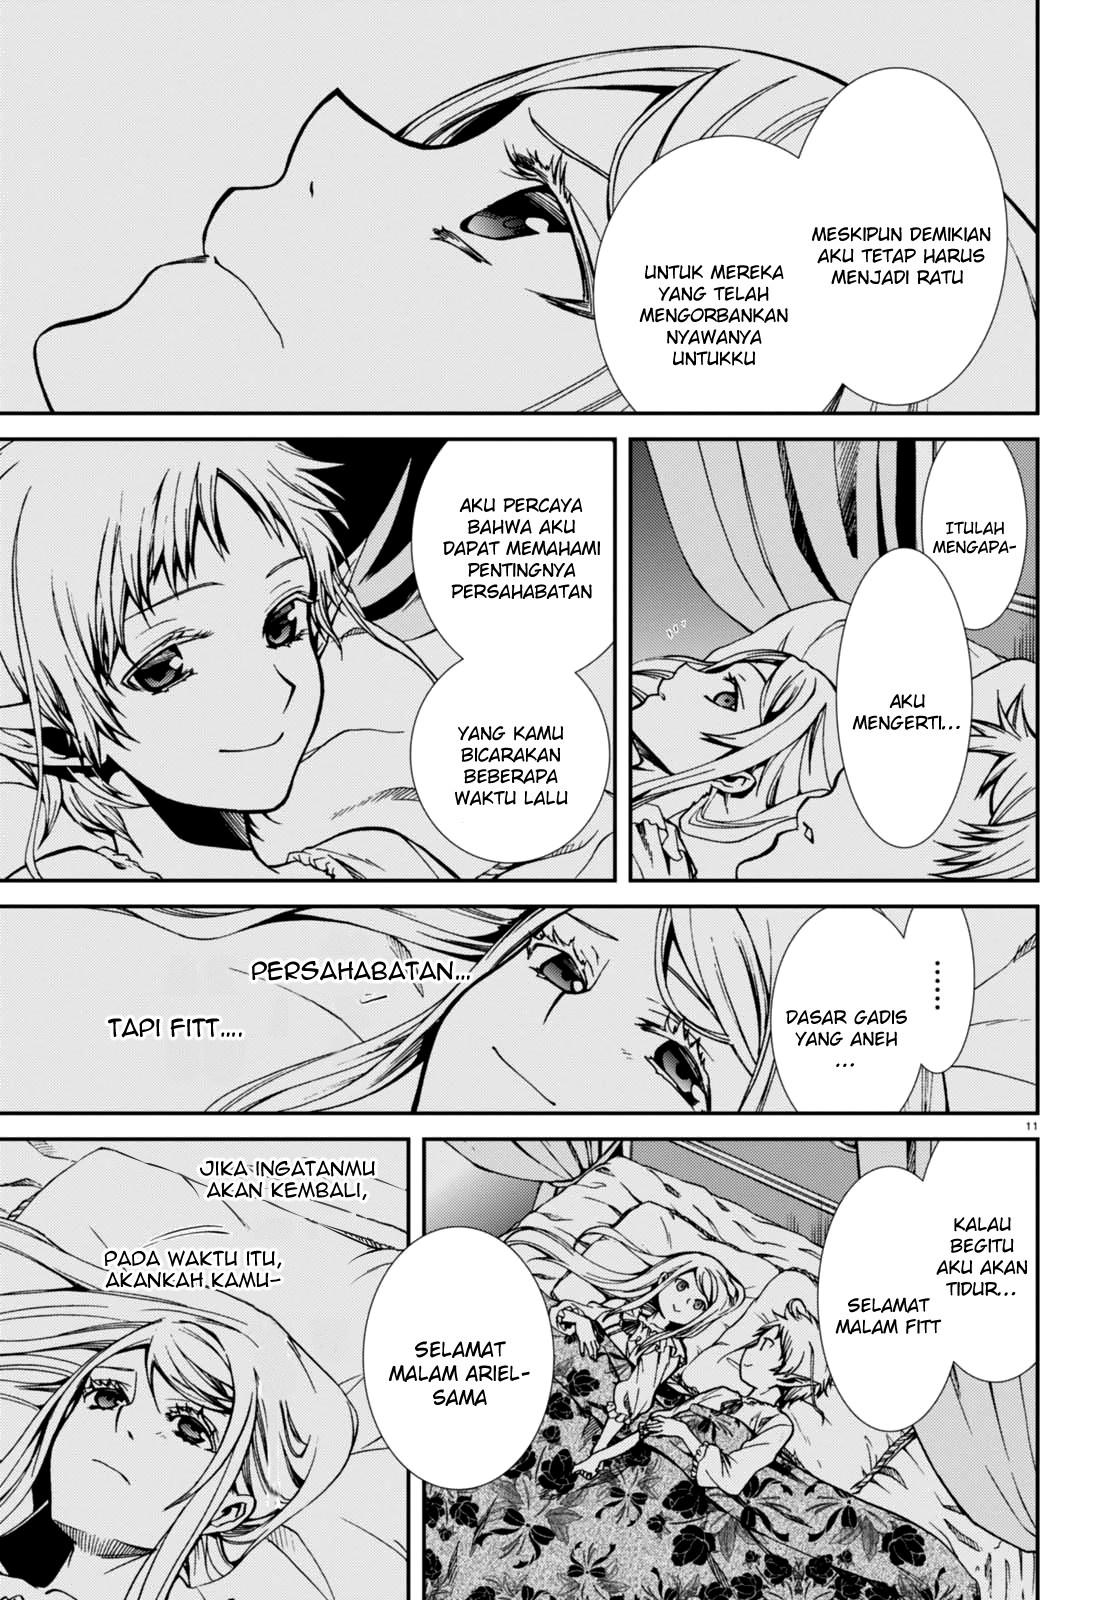 MESKIPUN DEMIKIAN
AKU TETAP HARUS
MENJADI RATU
UNTUK MEREKA
YANG TELAH
MENGORBANKAN
NYAWANYA
UNTUKKU
ITULAH
MENGAPA-
AKU
MENGERTI...
AKU PERCAYA
BAHWA AKU
DAPAT MEMAHAMI
PENTINGNYA
PERSAHABATAN
YANG KAMU
BICARAKAN
BEBERAPA
WAKTU LALU
......
DASAR GADIS
YANG ANEH
...
PERSAHABATAN...
TAPI FITT....
11
KALAU
BEGITU
AKU AKAN
TIDUR...
SELAMAT
MALAM FITT
SELAMAT
MALAM ARIEL-
SAMA
JIKA INGATANMU
AKAN KEMBALI,
PADA WAKTU ITU,
AKANKAH KAMU-